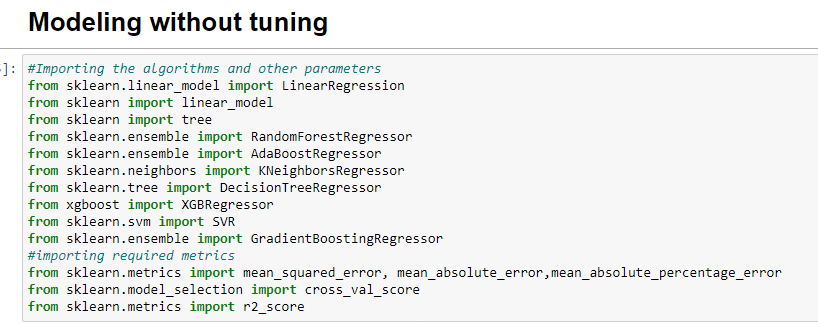 Modeling without tuning
]:
#Importing the algorithms and other parameters
from sklearn.linear_model import LinearRegression
from sklearn import linear_model
from sklearn import tree
from sklearn.ensemble import RandomForestRegressor
from sklearn.ensemble import AdaBoostRegressor
from sklearn.neighbors import KNeighborsRegressor
from sklearn.tree import DecisionTreeRegressor
from xgboost import XGBRegressor
from sklearn.svm import SVR
from sklearn.ensemble import GradientBoostingRegressor
#importing required metrics
from sklearn.metrics import mean_squared_error, mean_absolute_error,mean_absolute_percentage_error
from sklearn.model_selection import cross_val_score
from sklearn.metrics import r2_score